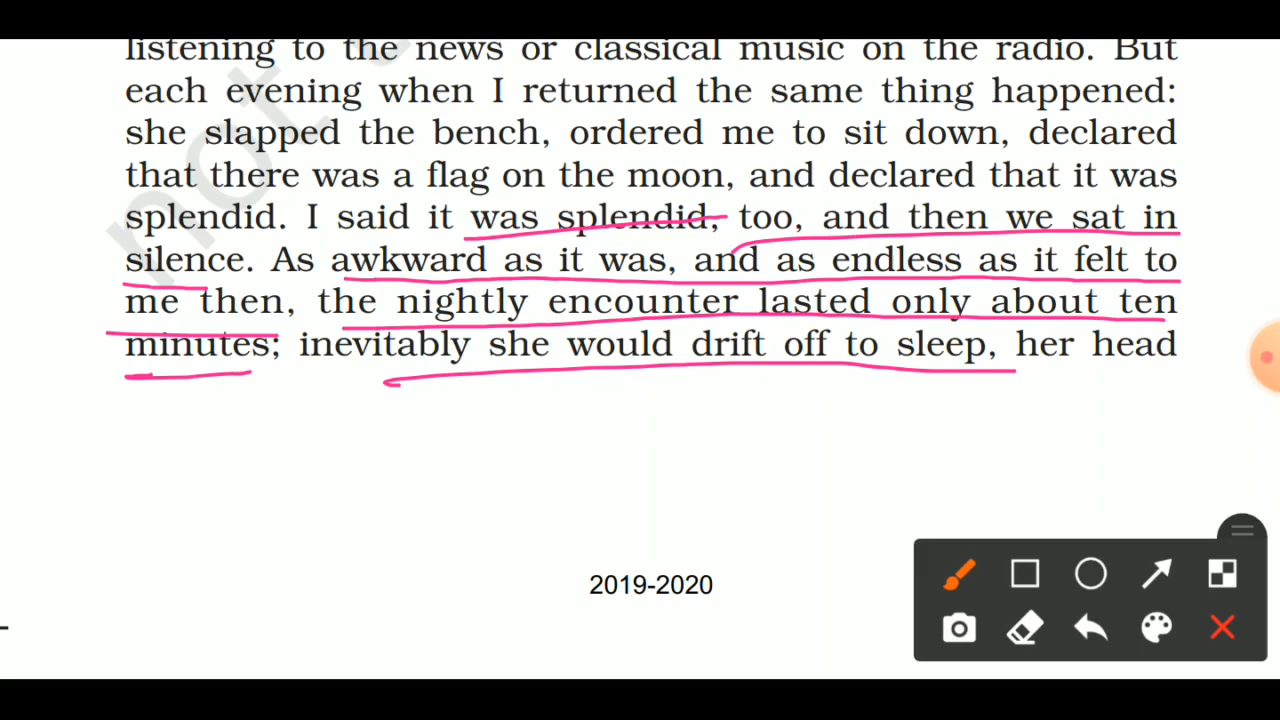 listening to the news or classical music on the radio. But
each evening when I returned the same thing happened:
she slapped the bench, ordered me to sit down, declared
that there was a flag on the moon, and declared that it was
splendid. I said it was splendid, too, and then we sat in
silence. As awkward as it was, and as endless as it felt to
me then, the nightly encounter lasted only about ten
minutes; inevitably she would drift off to sleep, her head
2019-2020
not